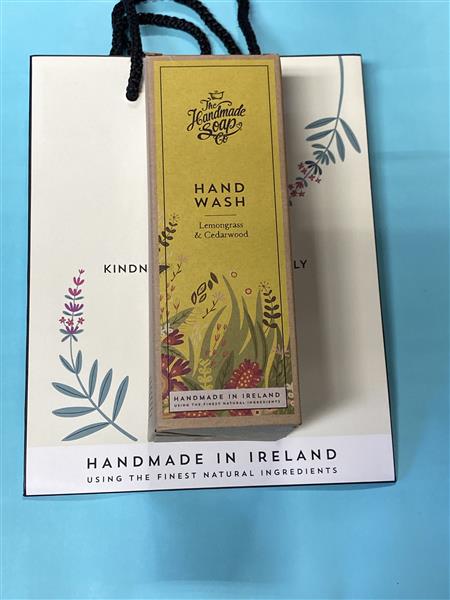 The
Handmade
Soap
Co
HAND
WASH
Lemongrass
& Cedarwood
KINDN
LY
HANDMADE IN IRELAND
USING THE FINEST NATURAL INGREDIENTS
HANDMADE IN IRELAND
USING THE FINEST NATURAL INGREDIENTS